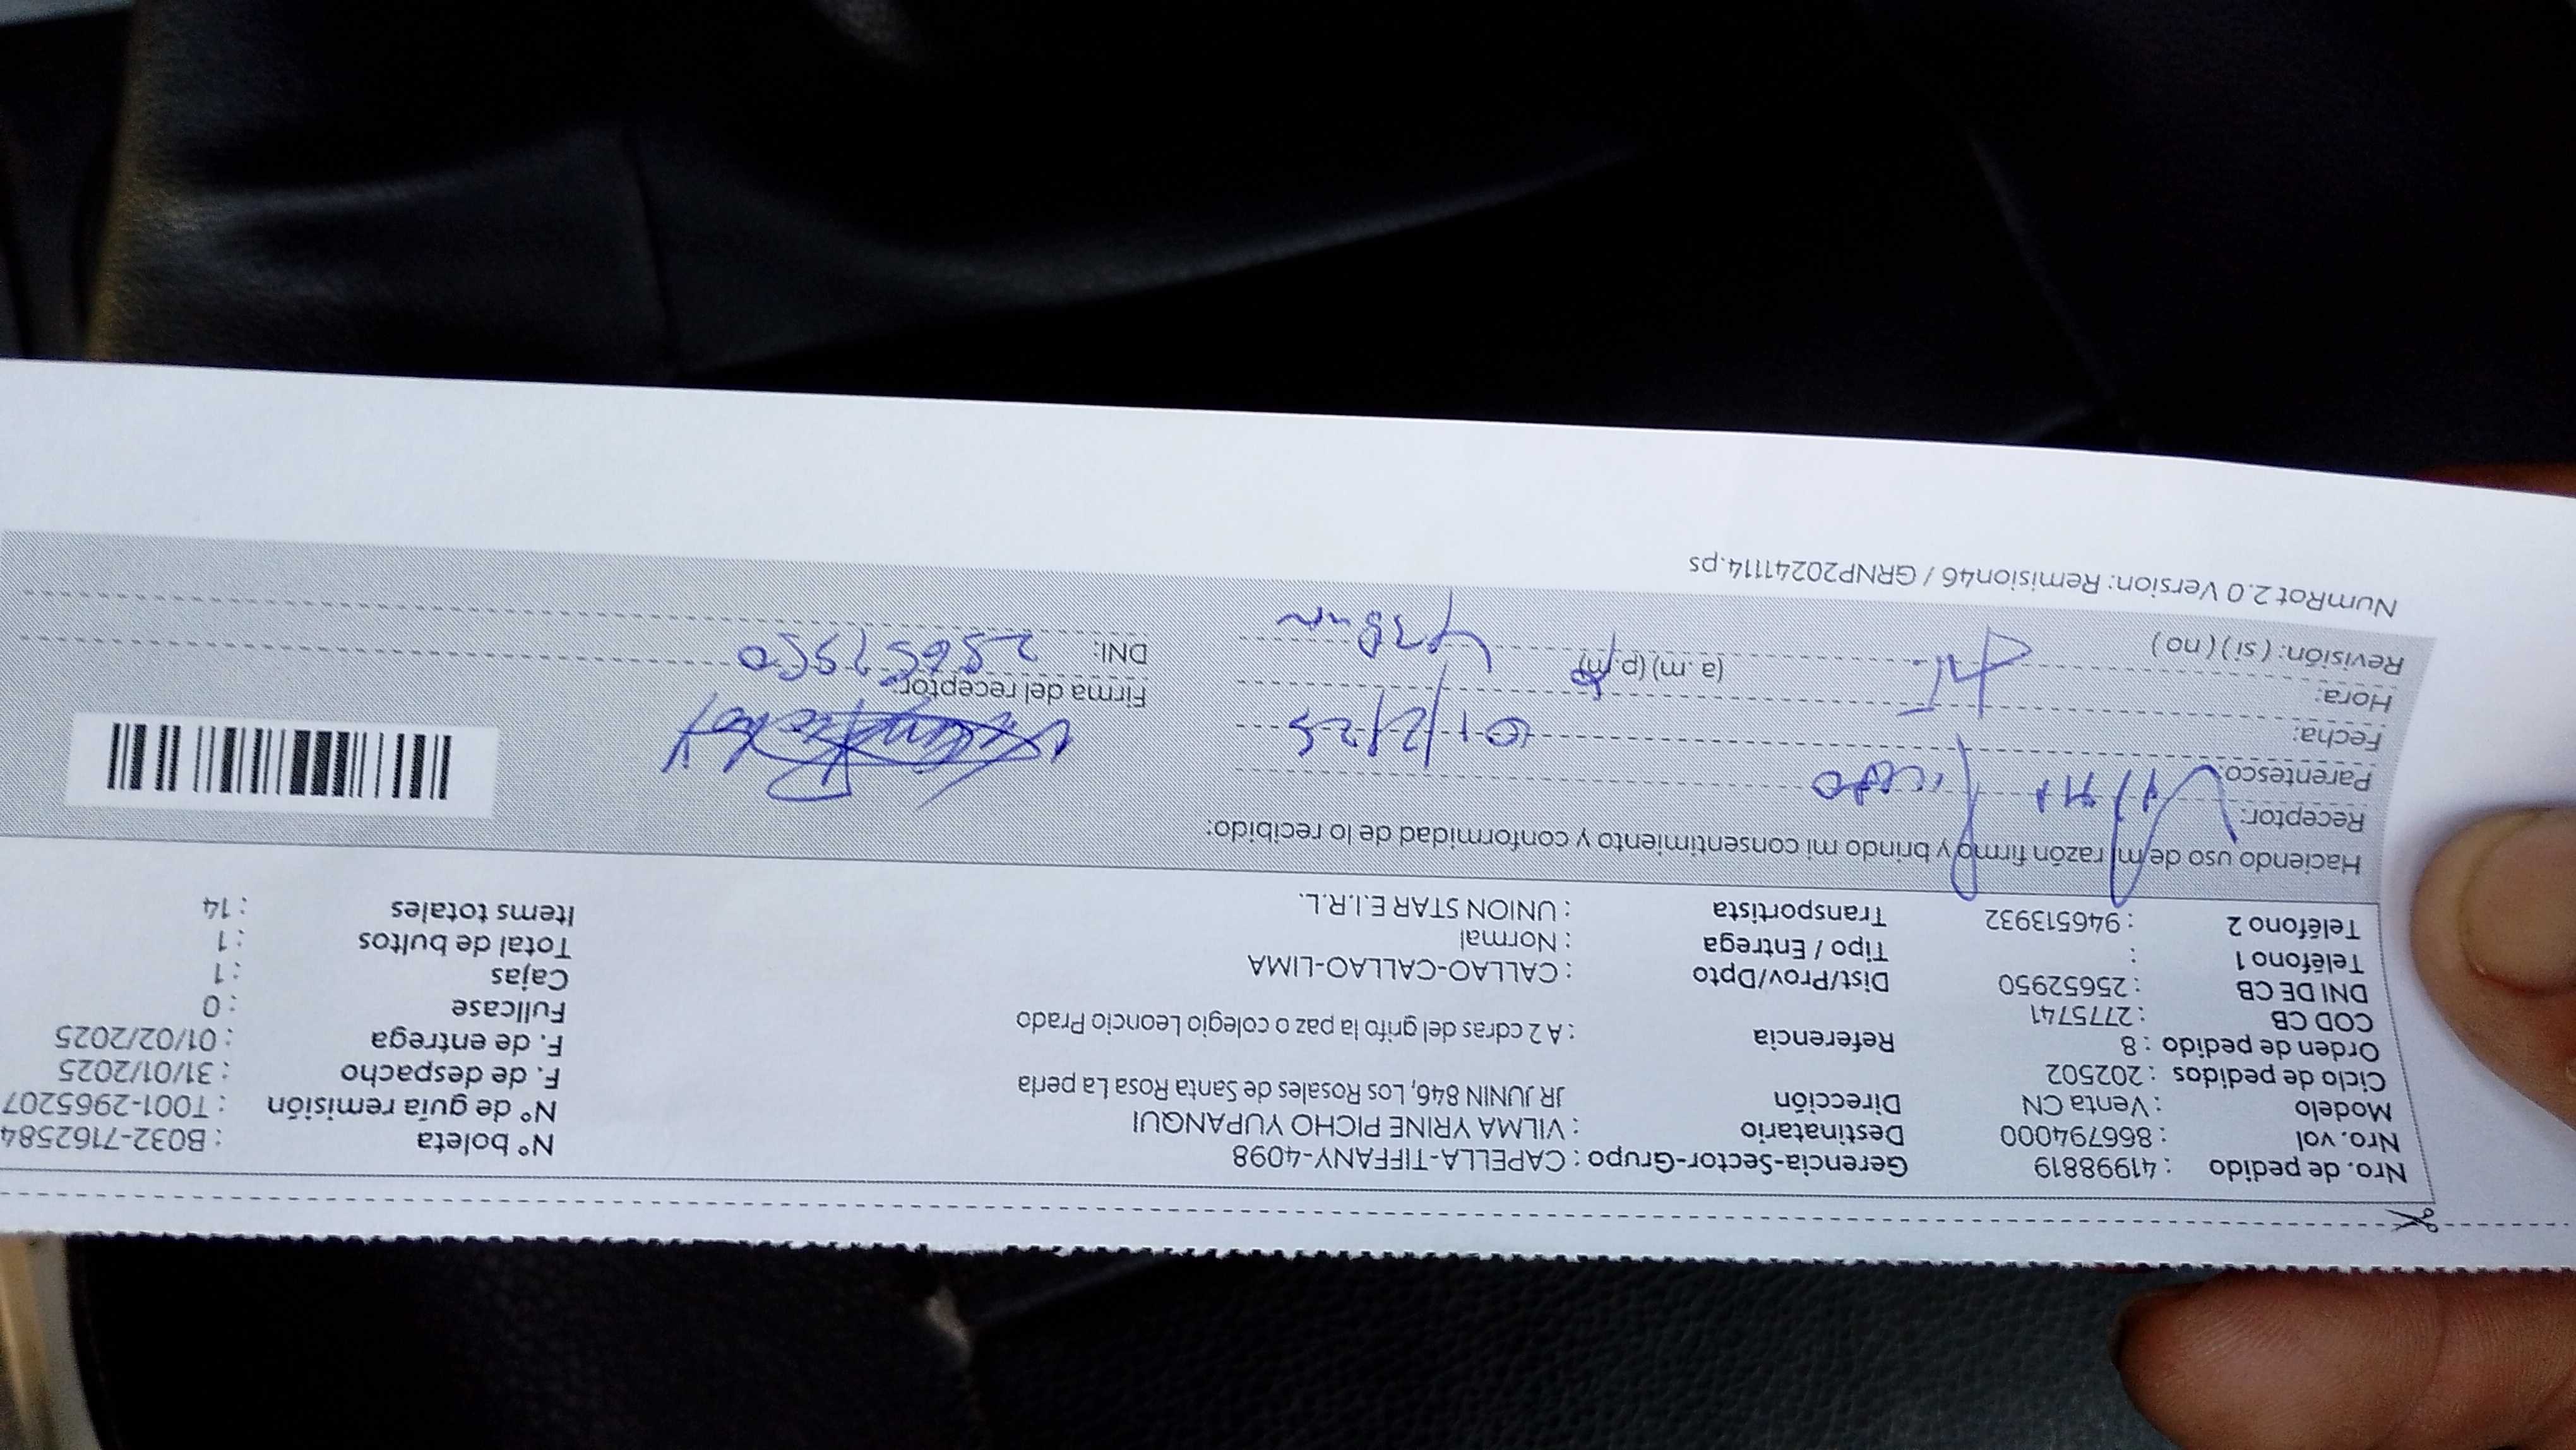 Nro. de pedido : 41998819 Gerencia-Sector-Grupo : CAPELLA-TIFFANY-4098 Nº boleta : B032-7162584
Nro. vol : 866794000 Destinatario : VILMA YRINE PICHO YUPANQUI Nº de guía remisión : T001-2965207
Modelo : Venta CN Dirección JR JUNIN 846, Los Rosales de Santa Rosa La perla F. de despacho : 31/01/2025
Ciclo de pedidos : 202502 F. de entrega : 01/02/2025
Orden de pedido : 8 Referencia : A 2 cdras del grifo la paz o colegio Leoncio Prado Fullcase : 0
COD CB : 2775741 Cajas : 1
DNI DE CB : 25652950 Dist/Prov/Dpto : CALLAO-CALLAO-LIMA Total de bultos : 1
Teléfono 1 : Tipo / Entrega : Normal Items totales : 14
Teléfono 2 : 946513932 Transportista : UNION STAR E.I.R.L.
Haciendo uso de mi razón firmo y brindo mi consentimiento y conformidad de lo recibido:
Receptor:
Parentesco:
Fecha: 01/2/25
Hora: (a. m) (p. m) Firma del receptor:
Revisión: ( si ) ( no ) DNI:
NumRot 2.0 Version: Remision46 / GRNP20241114.ps